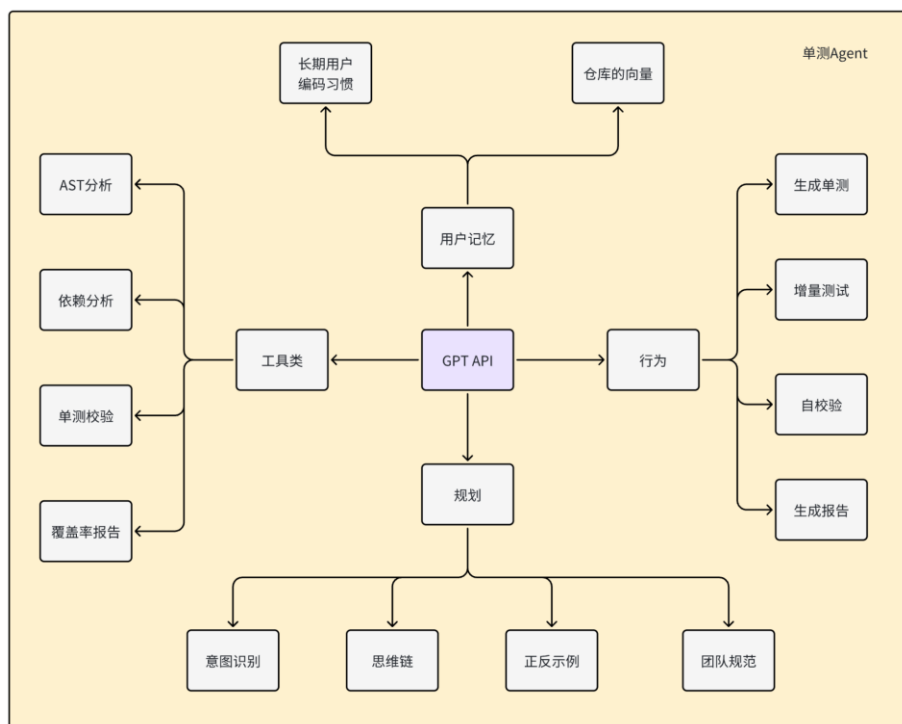 单测Agent
长期用户
编码习惯
仓库的向量
AST分析
生成单测
用户记忆
依赖分析
增量测试
工具类
GPT API
行为
单测校验
自校验
规划
覆盖率报告
生成报告
意图识别
思维链
正反示例
团队规范